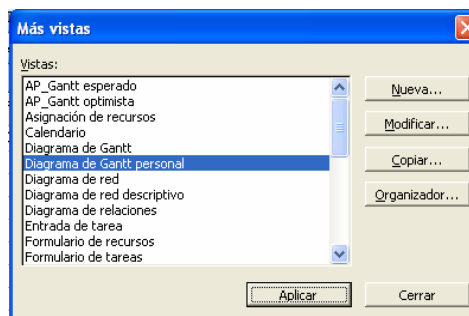 Más vistas
Vistas:
AP_Gantt esperado
AP_Gantt optimista
Asignación de recursos
Calendario
Diagrama de Gantt
Diagrama de Gantt personal
Diagrama de red
Diagrama de red descriptivo
Diagrama de relaciones
Entrada de tarea
Formulario de recursos
Formulario de tareas
Nueva...
Modificar...
Copiar...
Organizador...
Aplicar
Cerrar